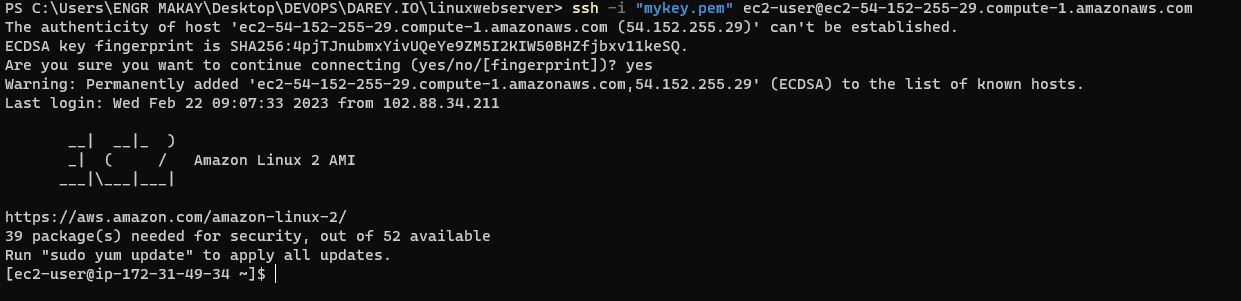 PS C:\Users\ENGR MAKAY\Desktop\DEVOPS\DAREY.IO\linuxwebserver> ssh -i "mykey.pem" ec2-user@ec2-54-152-255-29.compute-1.amazonaws.com
The authenticity of host 'ec2-54-152-255-29.compute-1.amazonaws.com (54.152.255.29)' can't be established.
ECDSA key fingerprint is SHA256:4pjTJnubmxYivUQeYe9ZM5I2KIW50BHZfjbxv11keSQ.
Are you sure you want to continue connecting (yes/no/[fingerprint])? yes
Warning: Permanently added 'ec2-54-152-255-29.compute-1.amazonaws.com,54.152.255.29' (ECDSA) to the list of known hosts.
Last login: Wed Feb 22 09:07:33 2023 from 102.88.34.211
       __|  __|_  )
       _|  (     /   Amazon Linux 2 AMI
      ___|\___|___|
https://aws.amazon.com/amazon-linux-2/
39 package(s) needed for security, out of 52 available
Run "sudo yum update" to apply all updates.
[ec2-user@ip-172-31-49-34 ~]$